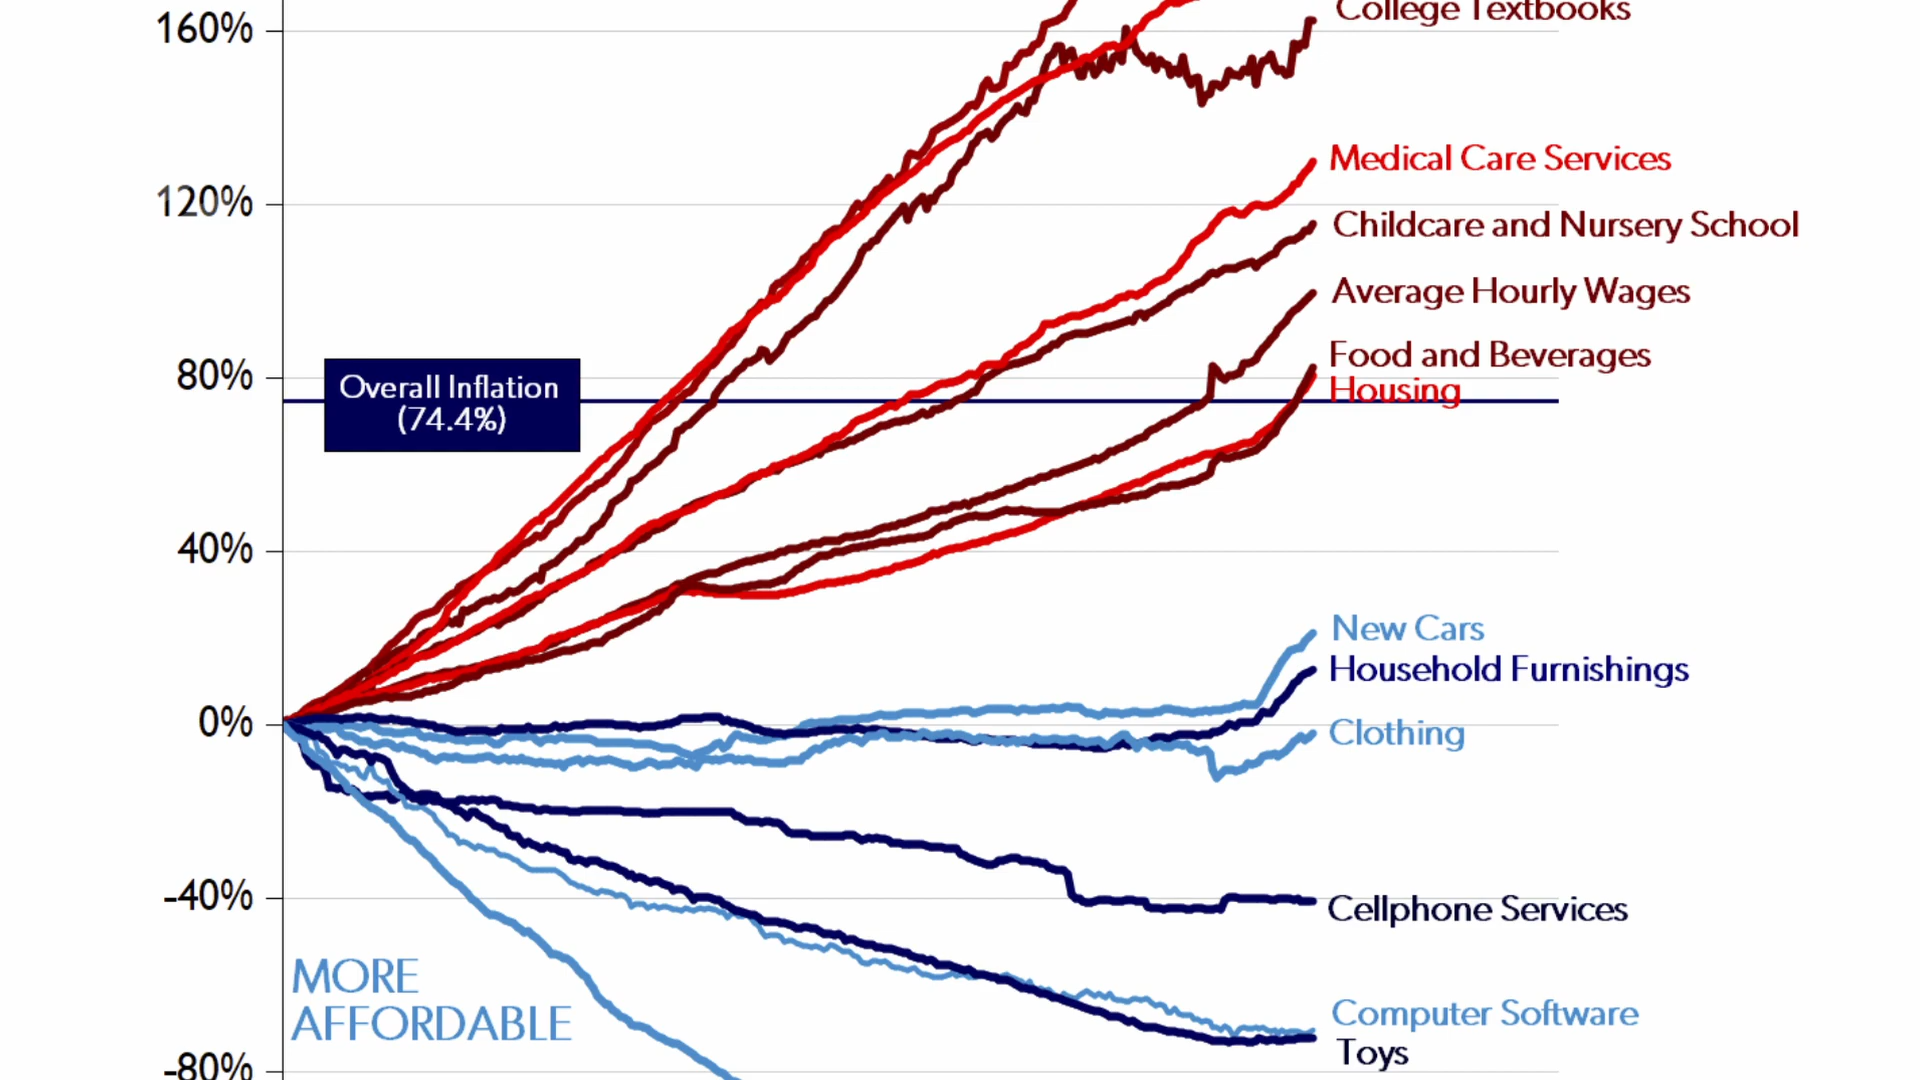 160%
College Textbooks
Medical Care Services
120%
Childcare and Nursery School
Average Hourly Wages
Food and Beverages
80%
Overall Inflation
(74.4%)
Housing
40%
New Cars
Household Furnishings
0%
Clothing
-40%
Cellphone Services
MORE
AFFORDABLE
Computer Software
Toys
-80%